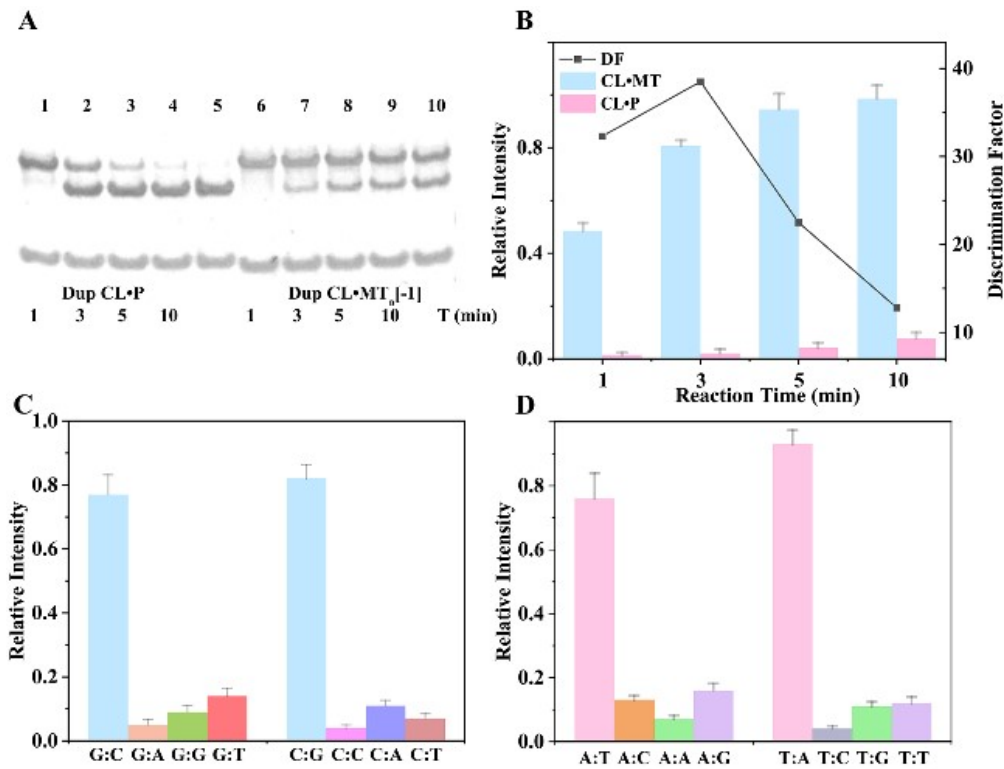 A
1 2 3 4 5 6 7 8 9 10
Dup CL•P Dup CL•MTn[-1]
1 3 5 10 1 3 5 10 T (min)
B
DF
CL•MT
CL•P
Relative Intensity
0.8
0.4
0.0
40
30
20
10
Discrimination Factor
1 3 5 10
Reaction Time (min)
C
Relative Intensity
1.0
0.8
0.6
0.4
0.2
0.0
G:C G:A G:G G:T C:G C:C C:A C:T
D
Relative Intensity
0.8
0.6
0.4
0.2
0.0
A:T A:C A:A A:G T:A T:C T:G T:T